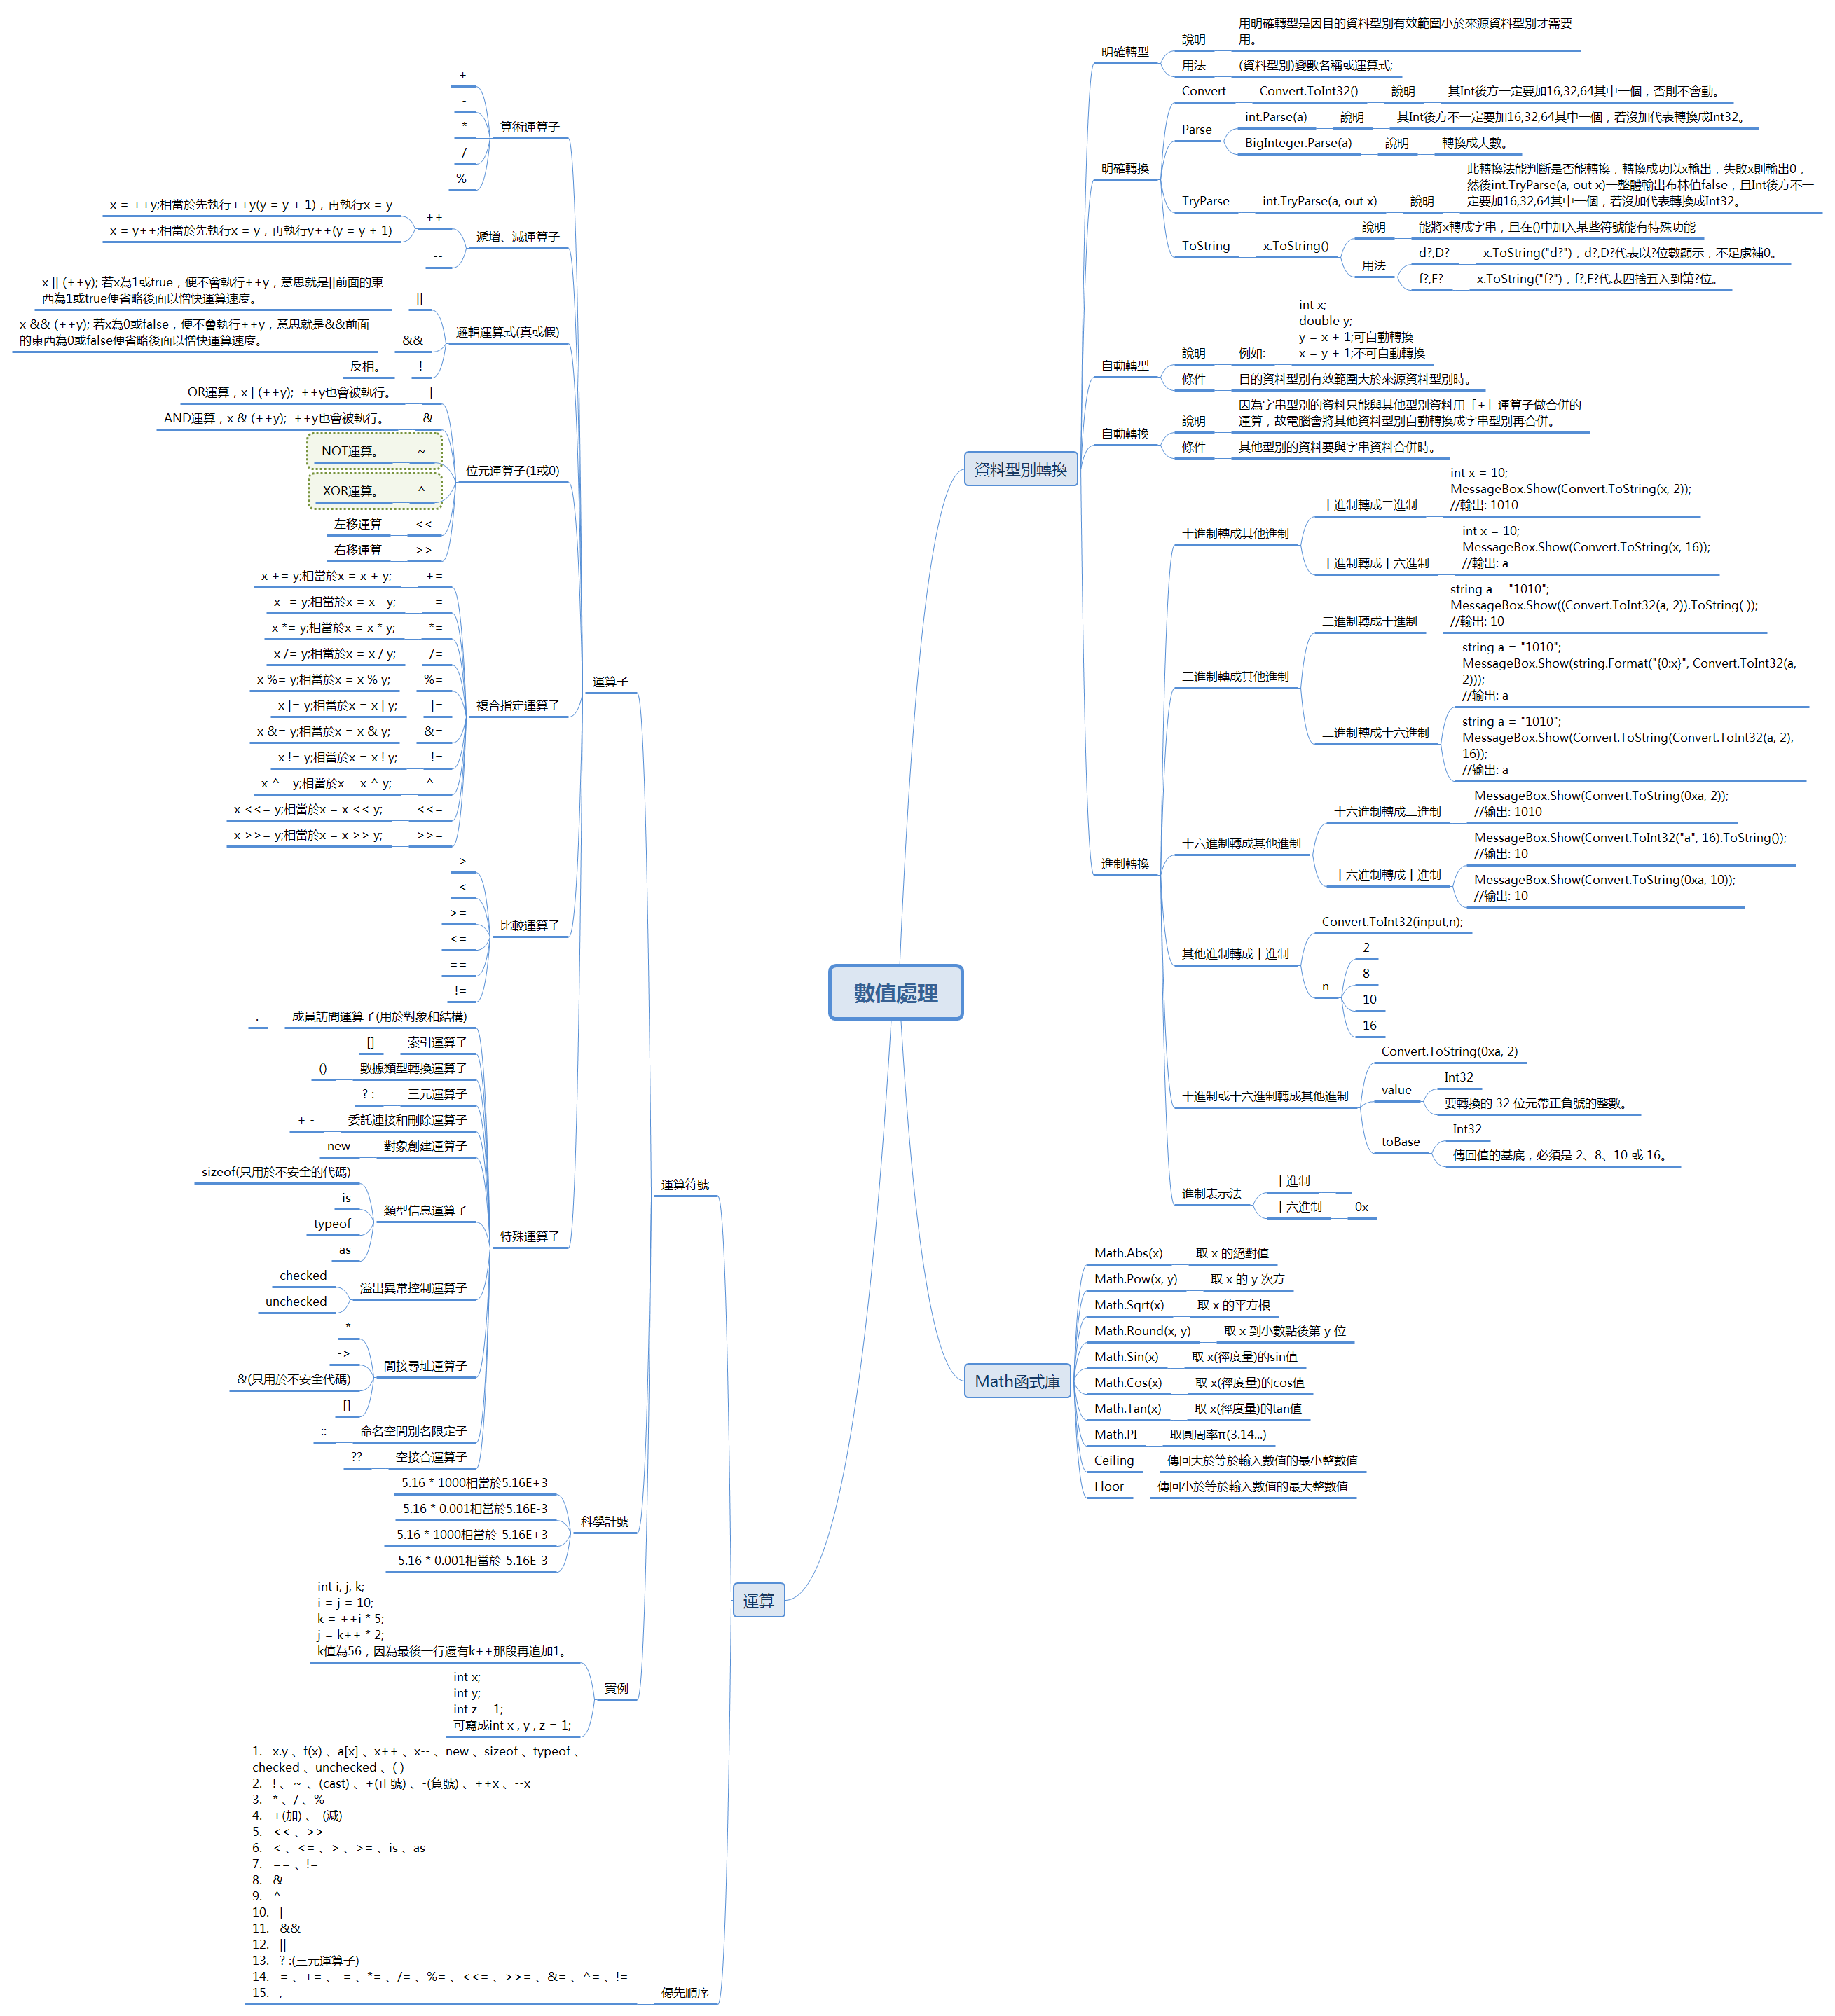 數值處理
資料型別轉換
明確轉型
說明
用明確轉型是因目的資料型別有效範圍小於來源資料型別才需要
用。
用法
(資料型別)變數名稱或運算式;
明確轉換
Convert
Convert.ToInt32()
說明
其Int後方一定要加16,32,64其中一個，否則不會動。
Parse
int.Parse(a)
說明
其Int後方不一定要加16,32,64其中一個，若沒加代表轉換成Int32。
BigInteger.Parse(a)
說明
轉換成大數。
TryParse
int.TryParse(a, out x)
說明
此轉換法能判斷是否能轉換，轉換成功以x輸出，失敗x則輸出0，
然後int.TryParse(a, out x)一整體輸出布林值false，且Int後方不一
定要加16,32,64其中一個，若沒加代表轉換成Int32。
ToString
x.ToString()
說明
能將x轉成字串，且在()中加入某些符號能有特殊功能
用法
d?,D?
x.ToString("d?")，d?,D?代表以?位數顯示，不足處補0。
f?,F?
x.ToString("f?")，f?,F?代表四捨五入到第?位。
自動轉型
說明
例如:
int x;
double y;
y = x + 1;可自動轉換
x = y + 1;不可自動轉換
條件
目的資料型別有效範圍大於來源資料型別時。
自動轉換
說明
因為字串型別的資料只能與其他型別資料用「+」運算子做合併的
運算，故電腦會將其他資料型別自動轉換成字串型別再合併。
條件
其他型別的資料要與字串資料合併時。
進制轉換
十進制轉成其他進制
十進制轉成二進制
int x = 10;
MessageBox.Show(Convert.ToString(x, 2));
//輸出: 1010
十進制轉成十六進制
int x = 10;
MessageBox.Show(Convert.ToString(x, 16));
//輸出: a
二進制轉成其他進制
二進制轉成十進制
string a = "1010";
MessageBox.Show((Convert.ToInt32(a, 2)).ToString( ));
//輸出: 10
二進制轉成十六進制
string a = "1010";
MessageBox.Show(string.Format("{0:x}", Convert.ToInt32(a,
2)));
//輸出: a
string a = "1010";
MessageBox.Show(Convert.ToString(Convert.ToInt32(a, 2),
16));
//輸出: a
十六進制轉成其他進制
十六進制轉成二進制
MessageBox.Show(Convert.ToString(0xa, 2));
//輸出: 1010
十六進制轉成十進制
MessageBox.Show(Convert.ToInt32("a", 16).ToString());
//輸出: 10
MessageBox.Show(Convert.ToString(0xa, 10));
//輸出: 10
其他進制轉成十進制
Convert.ToInt32(input,n);
n
2
8
10
16
十進制或十六進制轉成其他進制
Convert.ToString(0xa, 2)
value
Int32
要轉換的 32 位元帶正負號的整數。
toBase
Int32
傳回值的基底，必須是 2、8、10 或 16。
進制表示法
十進制
十六進制
0x
Math函式庫
Math.Abs(x)
取 x 的絕對值
Math.Pow(x, y)
取 x 的 y 次方
Math.Sqrt(x)
取 x 的平方根
Math.Round(x, y)
取 x 到小數點後第 y 位
Math.Sin(x)
取 x(徑度量)的sin值
Math.Cos(x)
取 x(徑度量)的cos值
Math.Tan(x)
取 x(徑度量)的tan值
Math.PI
取圓周率π(3.14...)
Ceiling
傳回大於等於輸入數值的最小整數值
Floor
傳回小於等於輸入數值的最大整數值
運算
運算符號
運算子
算術運算子
+
-
*
/
%
遞增、減運算子
++
x = ++y;相當於先執行++y(y = y + 1)，再執行x = y
x = y++;相當於先執行x = y，再執行y++(y = y + 1)
--
邏輯運算式(真或假)
||
x || (++y); 若x為1或true，便不會執行++y，意思就是||前面的東
西為1或true便省略後面以憎快運算速度。
&&
x && (++y); 若x為0或false，便不會執行++y，意思就是&&前面
的東西為0或false便省略後面以憎快運算速度。
!
反相。
位元運算子(1或0)
|
OR運算，x | (++y);  ++y也會被執行。
&
AND運算，x & (++y);  ++y也會被執行。
~
NOT運算。
^
XOR運算。
<<
左移運算
>>
右移運算
複合指定運算子
+=
x += y;相當於x = x + y;
-=
x -= y;相當於x = x - y;
*=
x *= y;相當於x = x * y;
/=
x /= y;相當於x = x / y;
%=
x %= y;相當於x = x % y;
|=
x |= y;相當於x = x | y;
&=
x &= y;相當於x = x & y;
!=
x != y;相當於x = x ! y;
^=
x ^= y;相當於x = x ^ y;
<<=
x <<= y;相當於x = x << y;
>>=
x >>= y;相當於x = x >> y;
比較運算子
>
<
>=
<=
==
!=
特殊運算子
成員訪問運算子(用於對象和結構)
.
索引運算子
[]
數據類型轉換運算子
()
三元運算子
? :
委託連接和刪除運算子
+ -
對象創建運算子
new
類型信息運算子
sizeof(只用於不安全的代碼)
is
typeof
as
溢出異常控制運算子
checked
unchecked
間接尋址運算子
*
->
&(只用於不安全代碼)
[]
命名空間別名限定子
::
空接合運算子
??
科學計號
5.16 * 1000相當於5.16E+3
5.16 * 0.001相當於5.16E-3
-5.16 * 1000相當於-5.16E+3
-5.16 * 0.001相當於-5.16E-3
實例
int i, j, k;
i = j = 10;
k = ++i * 5;
j = k++ * 2;
k值為56，因為最後一行還有k++那段再追加1。
int x;
int y;
int z = 1;
可寫成int x , y , z = 1;
優先順序
1. x.y 、f(x) 、a[x] 、x++ 、x-- 、new 、sizeof 、typeof 、
checked 、unchecked 、( )
2. ! 、~ 、(cast) 、+(正號) 、-(負號) 、++x 、--x
3. * 、/ 、%
4. +(加) 、-(減)
5. << 、>>
6. < 、<= 、> 、>= 、is 、as
7. == 、!=
8. &
9. ^
10. |
11. &&
12. ||
13. ? :(三元運算子)
14. = 、+= 、-= 、*= 、/= 、%= 、<<= 、>>= 、&= 、^= 、!=
15. ,